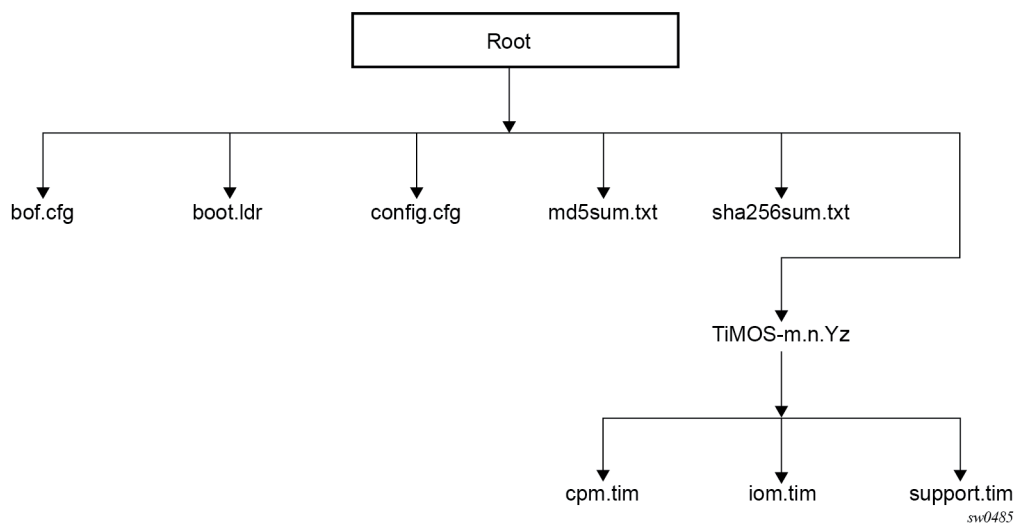 Root
bof.cfg
boot.ldr
config.cfg
md5sum.txt
sha256sum.txt
TiMOS-m.n.Yz
cpm.tim
iom.tim
support.tim
sw0485